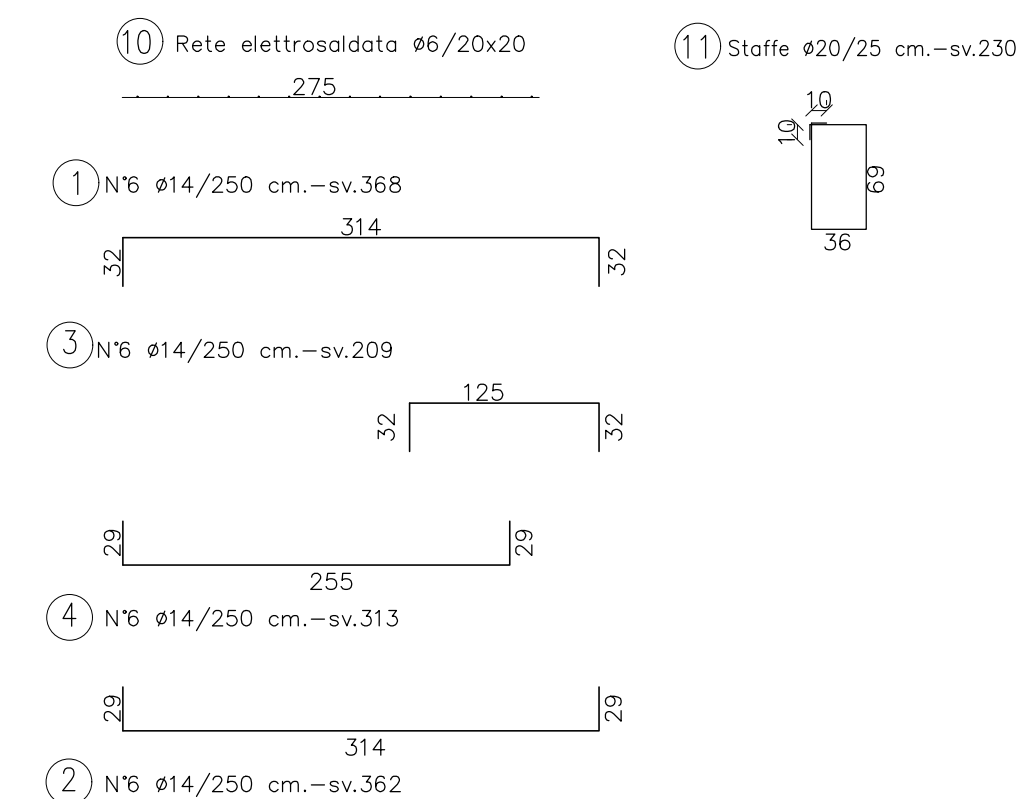 10 Rete elettrosaldata Ø6/20x20
275
11 Staffe Ø20/25 cm.-sv.230
10
10
69
36
1 N°6 Ø14/250 cm.-sv.368
314
32
32
3 N°6 Ø14/250 cm.-sv.209
125
32
32
29
29
255
4 N°6 Ø14/250 cm.-sv.313
29
29
314
2 N°6 Ø14/250 cm.-sv.362